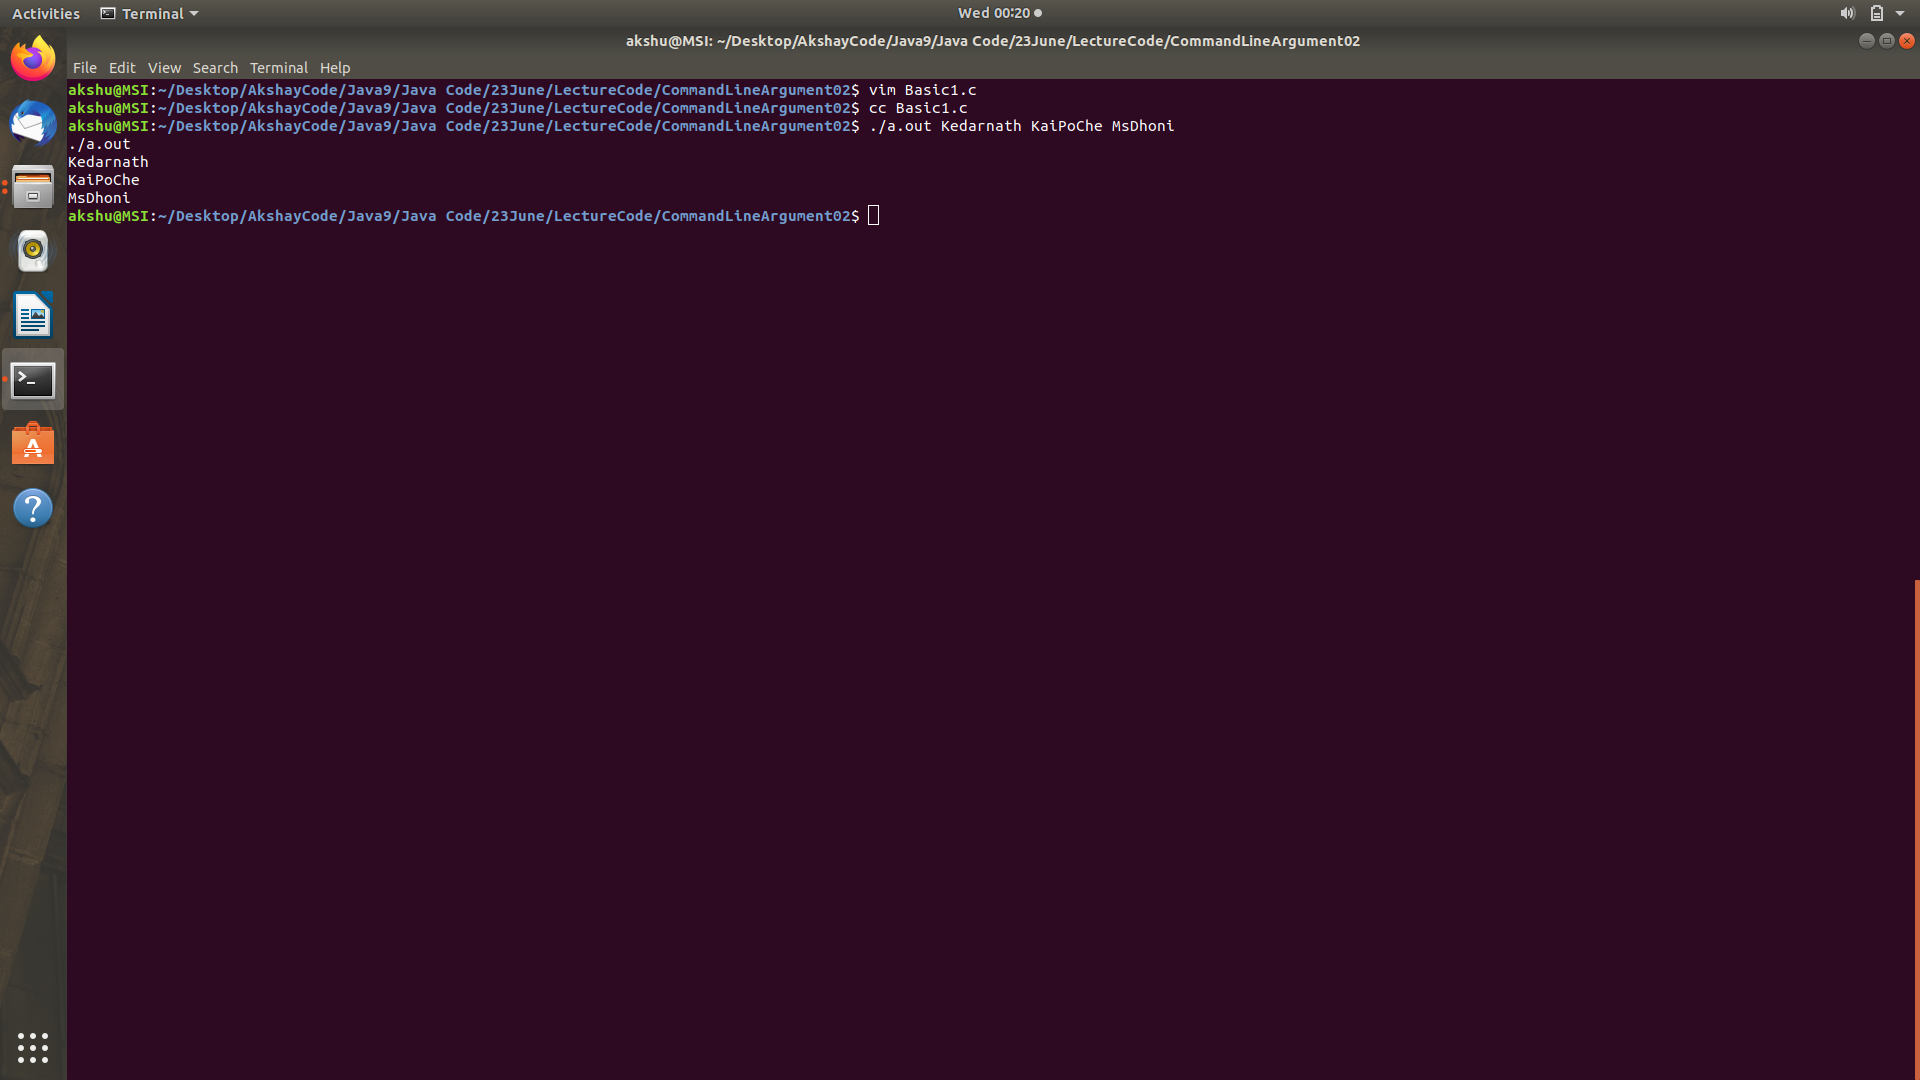 Activities Terminal Wed 00:20
akshu@MSI: ~/Desktop/AkshayCode/Java9/Java Code/23June/LectureCode/CommandLineArgument02
File Edit View Search Terminal Help
akshu@MSI:~/Desktop/AkshayCode/Java9/Java Code/23June/LectureCode/CommandLineArgument02$ vim Basic1.c
akshu@MSI:~/Desktop/AkshayCode/Java9/Java Code/23June/LectureCode/CommandLineArgument02$ cc Basic1.c
akshu@MSI:~/Desktop/AkshayCode/Java9/Java Code/23June/LectureCode/CommandLineArgument02$ ./a.out Kedarnath KaiPoChe MsDhoni
./a.out
Kedarnath
KaiPoChe
MsDhoni
akshu@MSI:~/Desktop/AkshayCode/Java9/Java Code/23June/LectureCode/CommandLineArgument02$